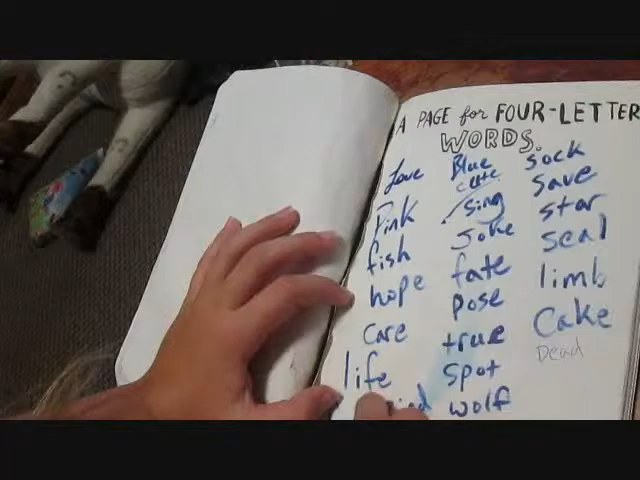 A PAGE for FOUR-LETTER
WORDS.
Love
Pink
fish
hope
care
life
Blue
cute
Sing
Joke
fate
pose
true
spot
wolf
Sock
Save
star
seal
limb
Cake
Dead